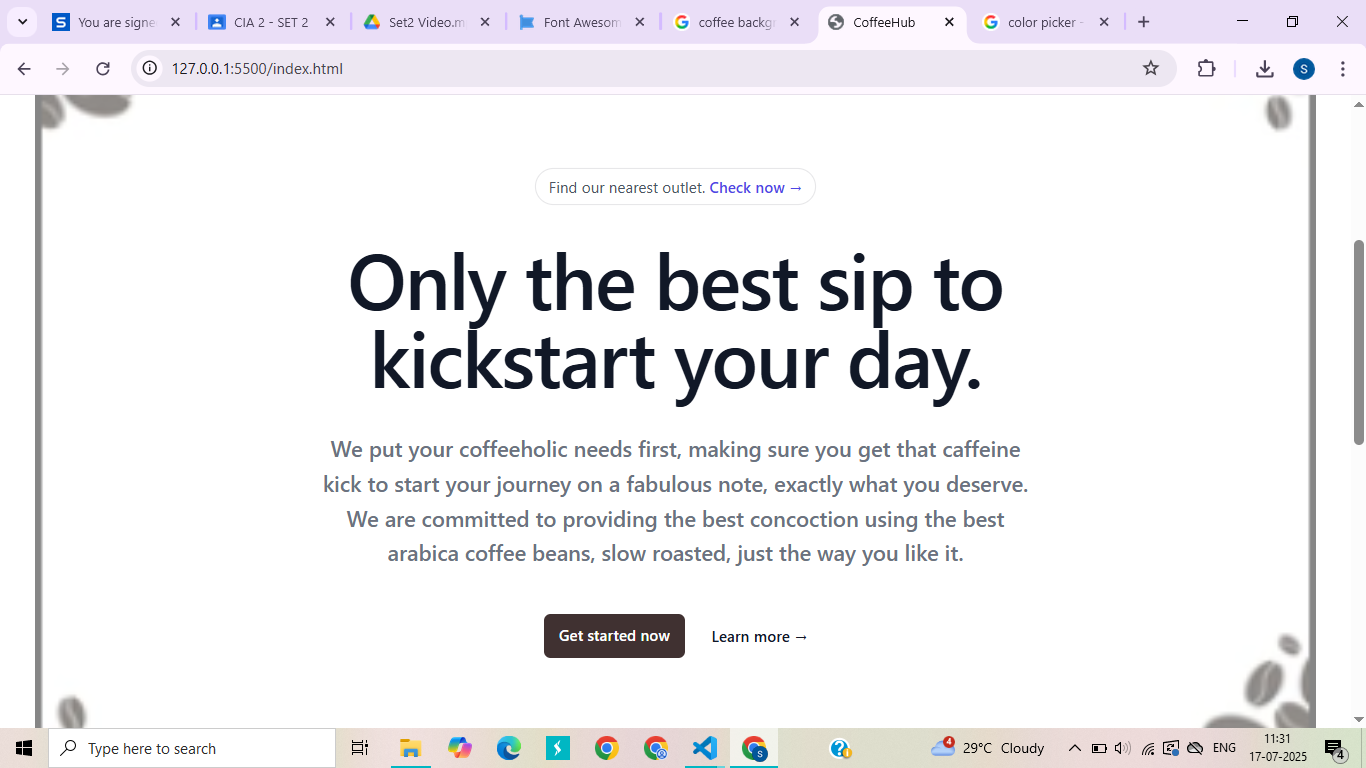 You are signe
CIA 2 - SET 2
Set2 Video.m
Font Awesom
coffee backgr
CoffeeHub
color picker -
127.0.0.1:5500/index.html
S
Find our nearest outlet. Check now →
Only the best sip to
kickstart your day.
We put your coffeeholic needs first, making sure you get that caffeine
kick to start your journey on a fabulous note, exactly what you deserve.
We are committed to providing the best concoction using the best
arabica coffee beans, slow roasted, just the way you like it.
Get started now
Learn more →
Type here to search
4
29°C Cloudy
ENG
11:31
17-07-2025
4